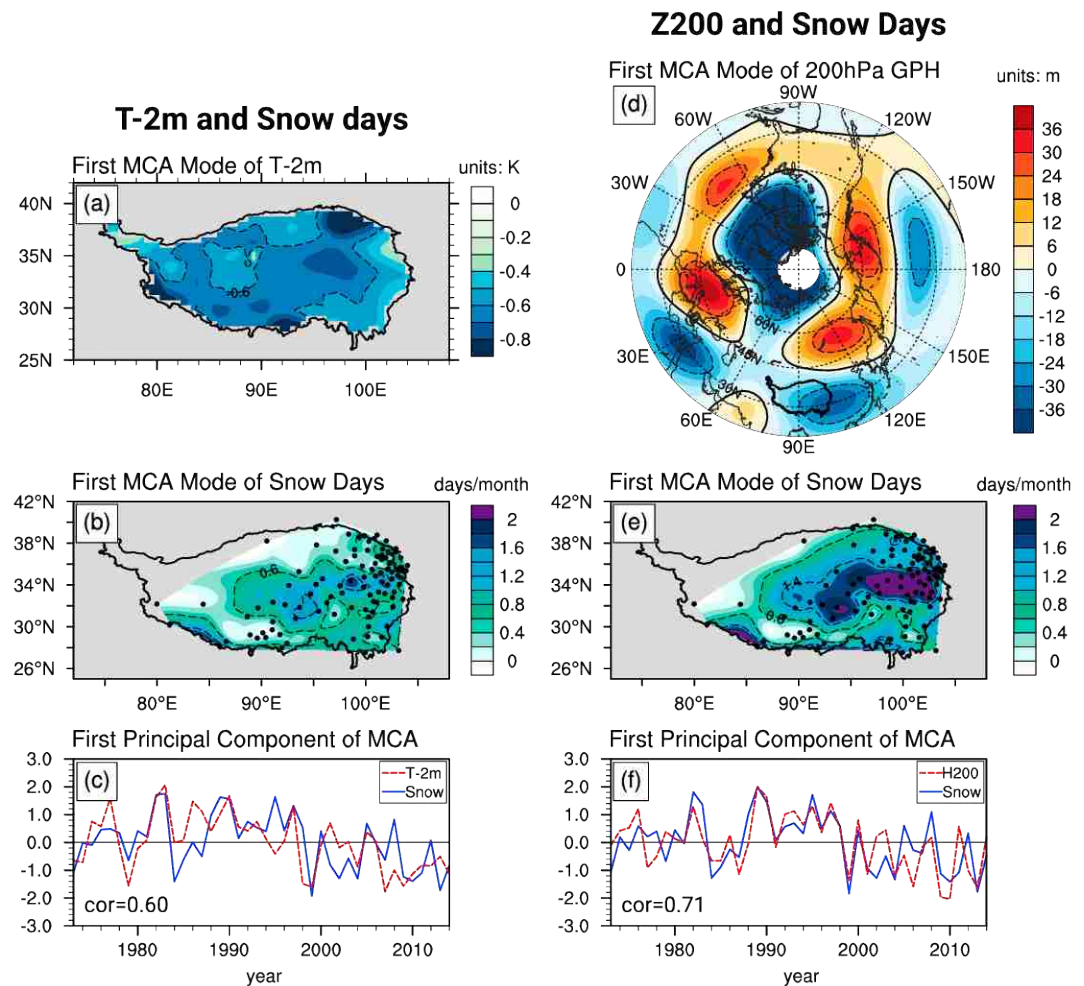 Z200 and Snow Days
First MCA Mode of 200hPa GPH
units: m
(d)
90W
60W
120W
30W
150W
0
180
30E
150E
60E
120E
90E
60N
30N
36
30
24
18
12
6
0
-6
-12
-18
-24
-30
-36
T-2m and Snow days
First MCA Mode of T-2m
units: K
(a)
40N
35N
30N
25N
80E
90E
100E
-0.6
0
-0.2
-0.4
-0.6
-0.8
First MCA Mode of Snow Days
days/month
(b)
42°N
38°N
34°N
30°N
26°N
80°E
90°E
100°E
0.6
2
1.6
1.2
0.8
0.4
0
First MCA Mode of Snow Days
days/month
(e)
42°N
38°N
34°N
30°N
26°N
80°E
90°E
100°E
2
1.6
1.2
0.8
0.4
0
First Principal Component of MCA
(c)
T-2m
Snow
3.0
2.0
1.0
0.0
-1.0
-2.0
-3.0
cor=0.60
1980
1990
2000
2010
year
First Principal Component of MCA
(f)
H200
Snow
3.0
2.0
1.0
0.0
-1.0
-2.0
-3.0
cor=0.71
1980
1990
2000
2010
year